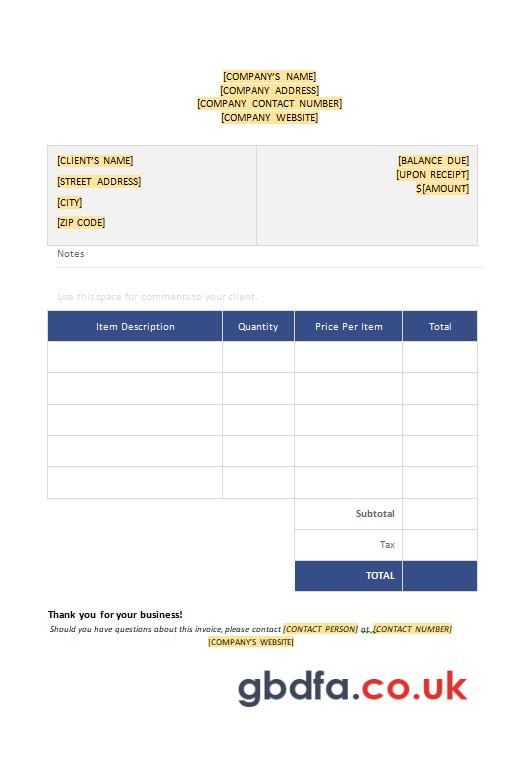 [COMPANY'S NAME]
[COMPANY ADDRESS]
[COMPANY CONTACT NUMBER]
[COMPANY WEBSITE]
[CLIENT'S NAME]
[STREET ADDRESS]
[CITY]
[ZIP CODE]
[BALANCE DUE]
[UPON RECEIPT]
$[AMOUNT]
Notes
Use this space for comments to your client.
Item Description Quantity Price Per Item Total
Subtotal
Tax
TOTAL
Thank you for your business!
Should you have questions about this invoice, please contact [CONTACT PERSON] at [CONTACT NUMBER]
[COMPANY'S WEBSITE]
gbdfa.co.uk